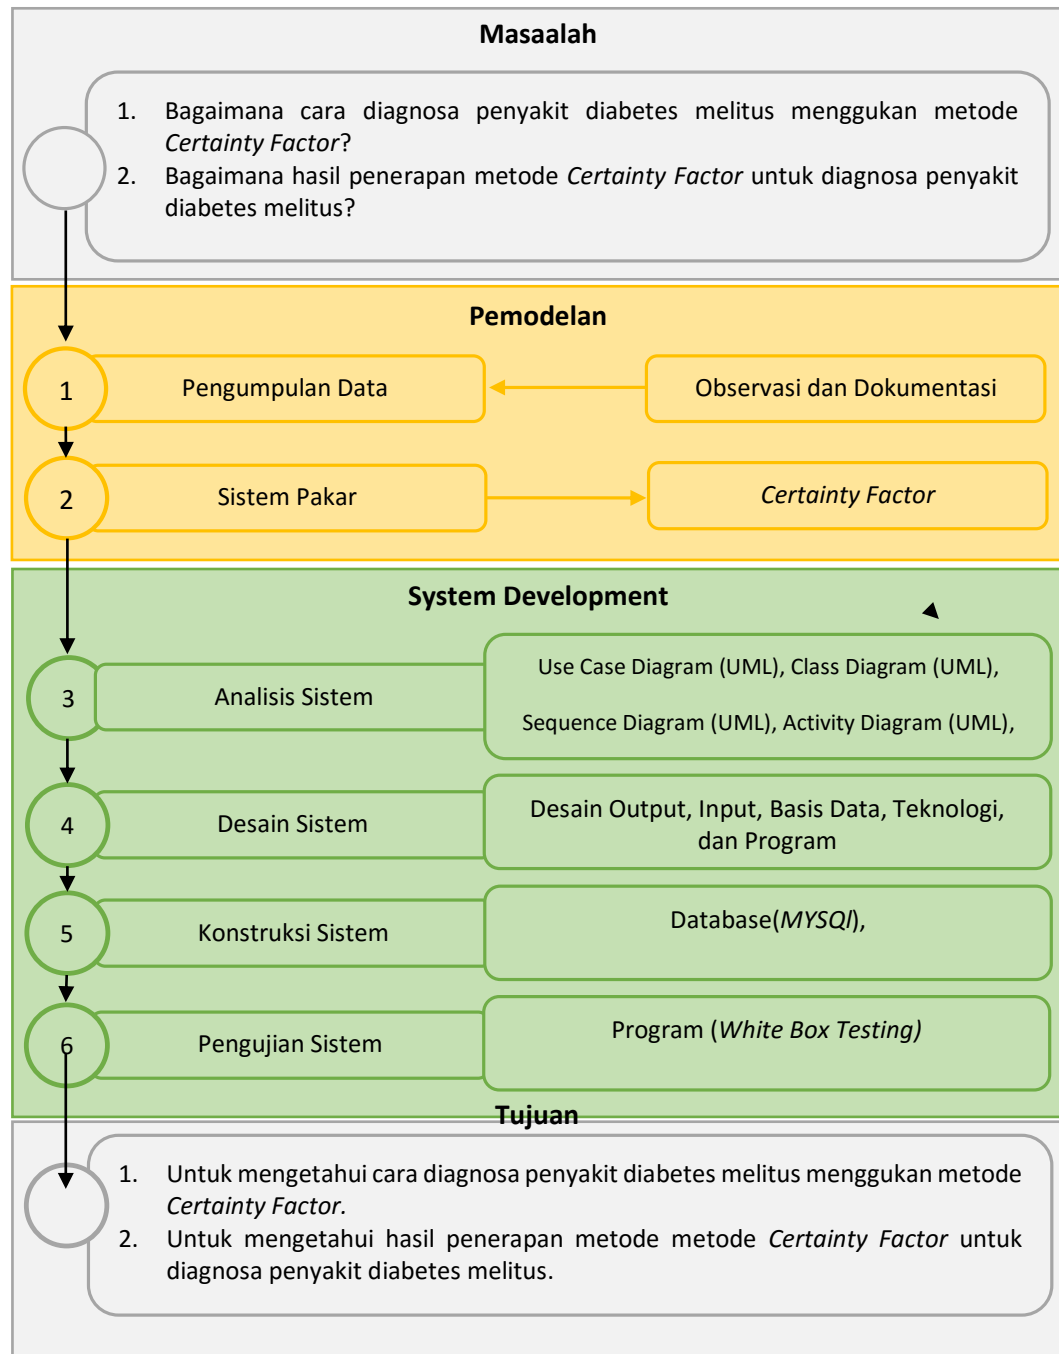 Masaalah
1. Bagaimana cara diagnosa penyakit diabetes melitus menggukan metode
Certainty Factor?
2. Bagaimana hasil penerapan metode Certainty Factor untuk diagnosa penyakit
diabetes melitus?
Pemodelan
1
Pengumpulan Data
Observasi dan Dokumentasi
2
Sistem Pakar
Certainty Factor
System Development
3
Analisis Sistem
Use Case Diagram (UML), Class Diagram (UML),
Sequence Diagram (UML), Activity Diagram (UML),
4
Desain Sistem
Desain Output, Input, Basis Data, Teknologi,
dan Program
5
Konstruksi Sistem
Database(MYSQl),
6
Pengujian Sistem
Program (White Box Testing)
Tujuan
1. Untuk mengetahui cara diagnosa penyakit diabetes melitus menggukan metode
Certainty Factor.
2. Untuk mengetahui hasil penerapan metode metode Certainty Factor untuk
diagnosa penyakit diabetes melitus.